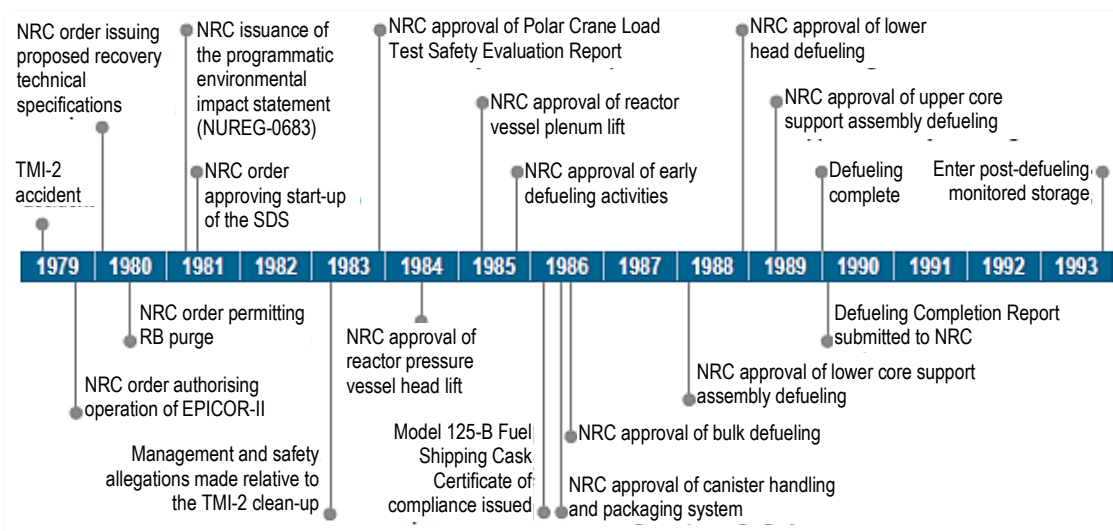 NRC order issuing
proposed recovery
technical
specifications
NRC issuance of
the programmatic
environmental
impact statement
(NUREG-0683)
NRC approval of Polar Crane Load
Test Safety Evaluation Report
NRC approval of lower
head defueling
NRC approval of reactor
vessel plenum lift
NRC approval of upper core
support assembly defueling
TMI-2
accident
NRC order
approving start-up
of the SDS
NRC approval of early
defueling activities
Defueling
complete
Enter post-defueling
monitored storage
1979 1980 1981 1982 1983 1984 1985 1986 1987 1988 1989 1990 1991 1992 1993
NRC order permitting
RB purge
NRC approval of
reactor pressure
vessel head lift
Defueling Completion Report
submitted to NRC
NRC order authorising
operation of EPICOR-II
NRC approval of lower core support
assembly defueling
Management and safety
allegations made relative to
the TMI-2 clean-up
Model 125-B Fuel
Shipping Cask
Certificate of
compliance issued
NRC approval of bulk defueling
NRC approval of canister handling
and packaging system